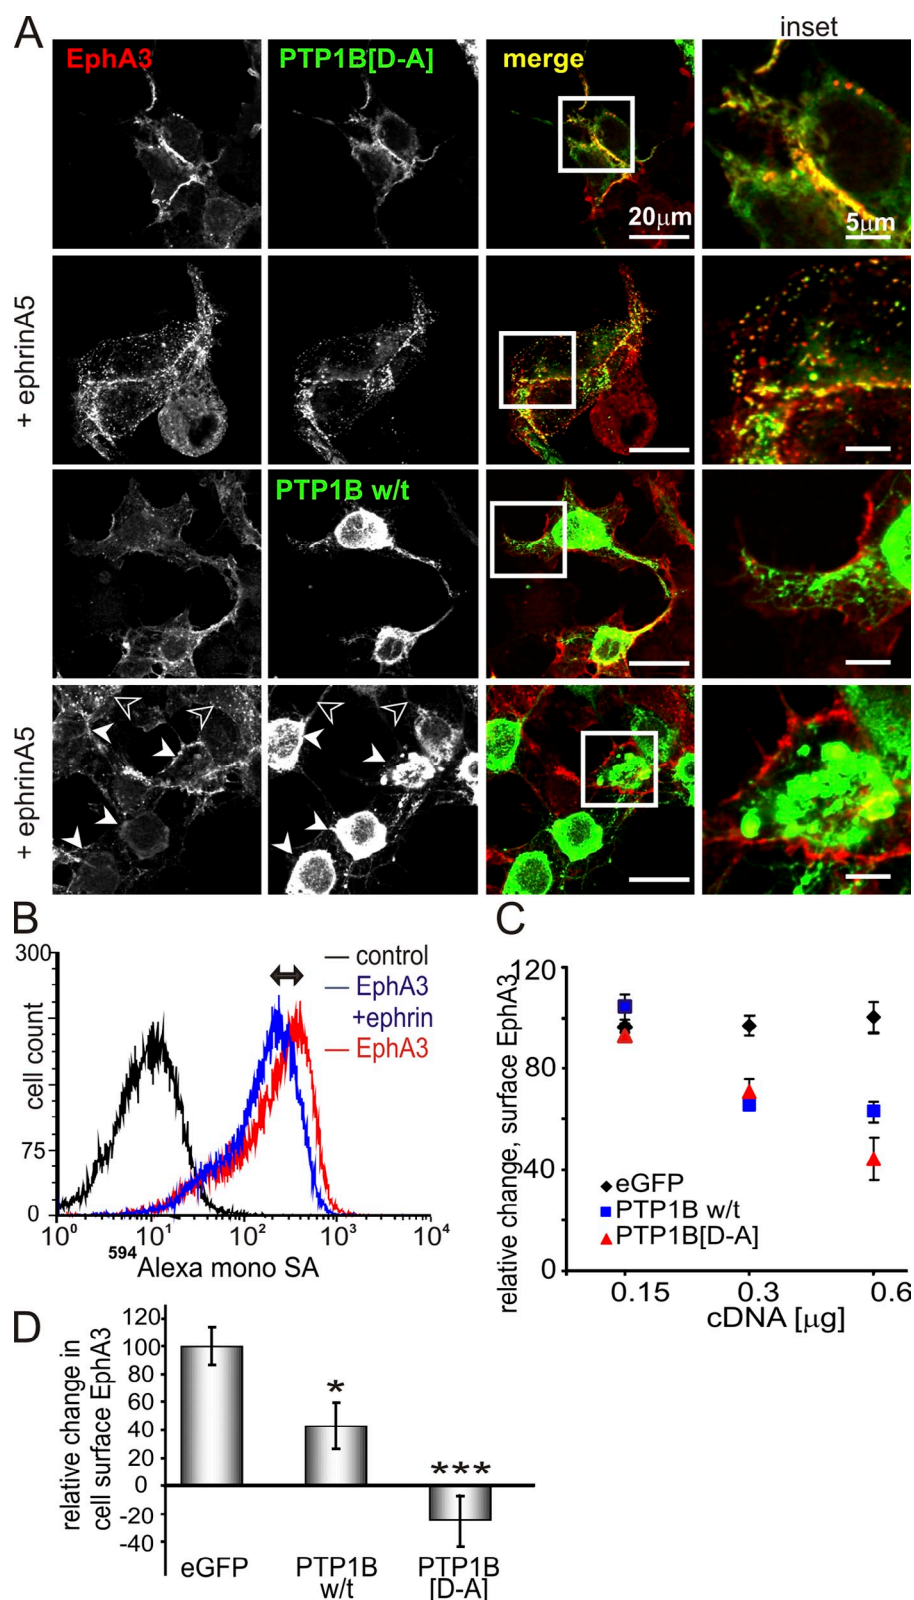 A
inset
EphA3
PTP1B[D-A]
merge
20μm
5μm
+ ephrinA5
PTP1B w/t
+ ephrinA5
B
300
75
0
cell count
control
EphA3
+ephrin
EphA3
10⁰ 10¹ 10² 10³ 10⁴
⁵⁹⁴Alexa mono SA
C
relative change, surface EphA3
120
80
40
0
eGFP
PTP1B w/t
PTP1B[D-A]
0.15 0.3 0.6
cDNA [μg]
D
relative change in
cell surface EphA3
120
100
80
60
40
20
0
-20
-40
*
***
eGFP
PTP1B
w/t
PTP1B
[D-A]